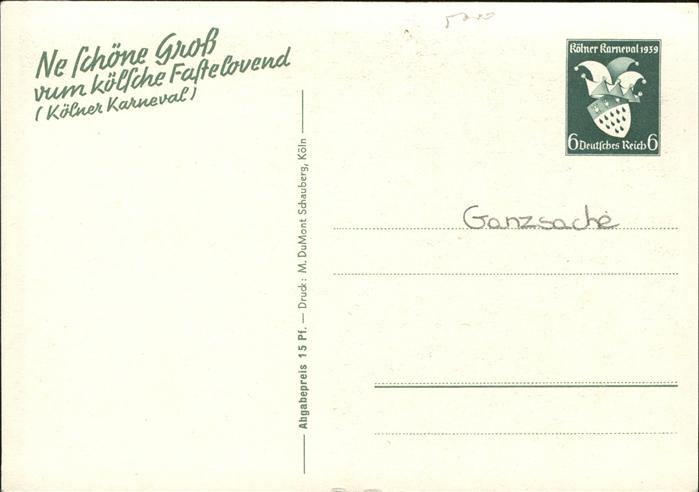 Ne schöne Groß
vum kölsche Fastelovend
(Kölner Karneval)
Kölner Karneval 1939
6 Deutsches Reich 6
Ganzsache
Abgabepreis 15 Pf. — Druck: M. DuMont Schauberg, Köln